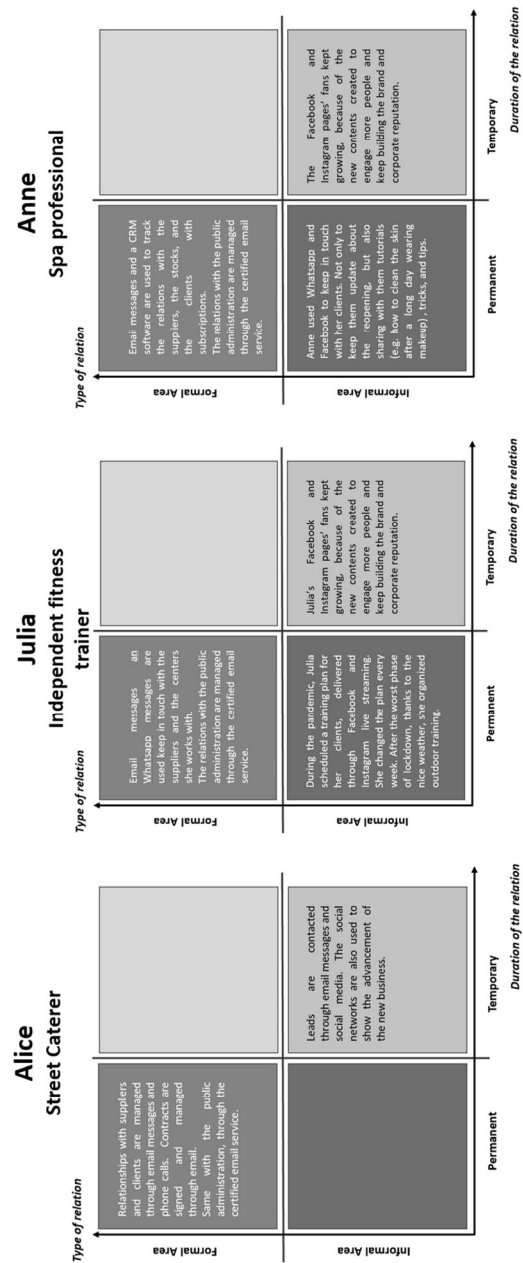 Alice
Street Caterer
Type of relation
Formal Area
Relationships with suppliers
and clients are managed
through email messages and
phone calls. Contracts are
signed and managed
through email.
Same with the public
administration, through the
certified email service.
Informal Area
Leads are contacted
through email messages and
social media. The social
networks are also used to
show the advancement of
the new business.
Permanent
Temporary
Duration of the relation
Julia
Independent fitness
trainer
Type of relation
Formal Area
Email messages an
Whatsapp messages are
used keep in touch with the
suppliers and the centers
she works with.
The relations with the public
administration are managed
through the certified email
service.
Informal Area
During the pandemic, Julia
scheduled a training plan for
her clients, delivered
through Facebook and
Instagram live streaming.
She changed the plan every
week. After the worst phase
of lockdown, thanks to the
nice weather, she organized
outdoor training.
Julia's Facebook and
Instagram pages' fans kept
growing, because of the
new contents created to
engage more people and
keep building the brand and
corporate reputation.
Permanent
Temporary
Duration of the relation
Anne
Spa professional
Type of relation
Formal Area
Email messages and a CRM
software are used to track
the relations with the
suppiers, the stocks, and
the clients with
subscriptions.
The relations with the public
administration are managed
through the certified email
service.
Informal Area
Anne used Whatsapp and
Facebook to keep in touch
with her clients. Not only to
keep them update about
the reopening, but also
sharing with them tutorials
(e.g. how to clean the skin
after a long day wearing
makeup), tricks, and tips.
The Facebook and
Instagram pages' fans kept
growing, because of the
new contents created to
engage more people and
keep building the brand and
corporate reputation.
Permanent
Temporary
Duration of the relation